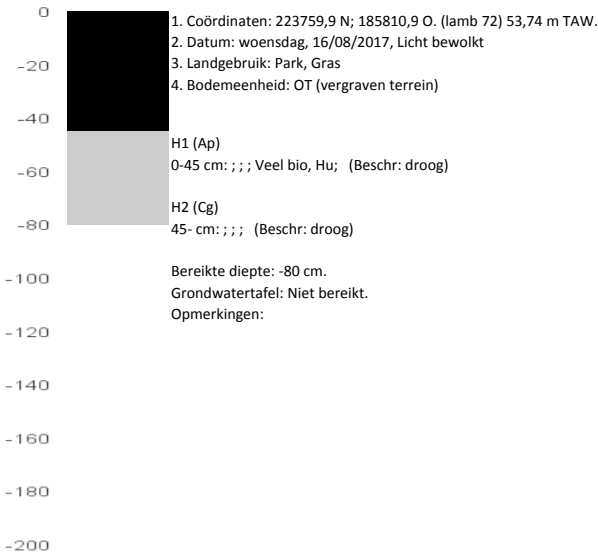 0
-20
-40
-60
-80
-100
-120
-140
-160
-180
-200
1. Coördinaten: 223759,9 N; 185810,9 O. (lamb 72) 53,74 m TAW.
2. Datum: woensdag, 16/08/2017, Licht bewolkt
3. Landgebruik: Park, Gras
4. Bodemeenheid: OT (vergraven terrein)
H1 (Ap)
0-45 cm: ; ; ; Veel bio, Hu; (Beschr: droog)
H2 (Cg)
45- cm: ; ; ; (Beschr: droog)
Bereikte diepte: -80 cm.
Grondwatertafel: Niet bereikt.
Opmerkingen: